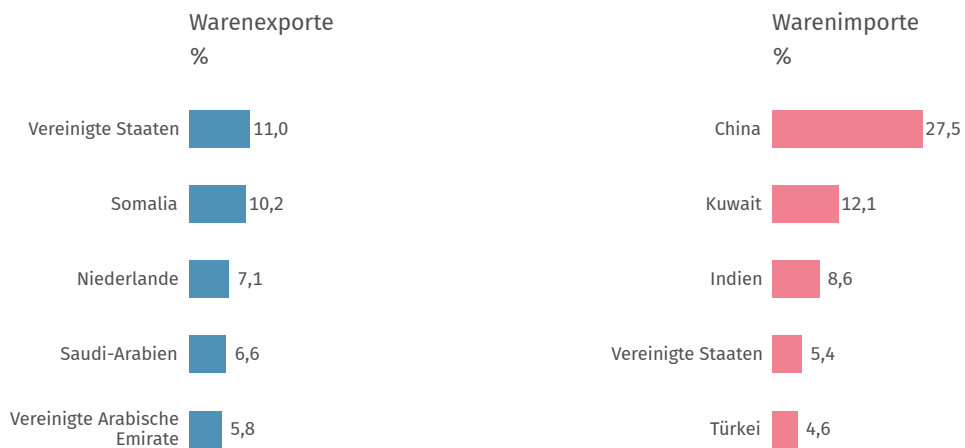 Warenexporte
%
Vereinigte Staaten 11,0
Somalia 10,2
Niederlande 7,1
Saudi-Arabien 6,6
Vereinigte Arabische
Emirate 5,8
Warenimporte
%
China 27,5
Kuwait 12,1
Indien 8,6
Vereinigte Staaten 5,4
Türkei 4,6